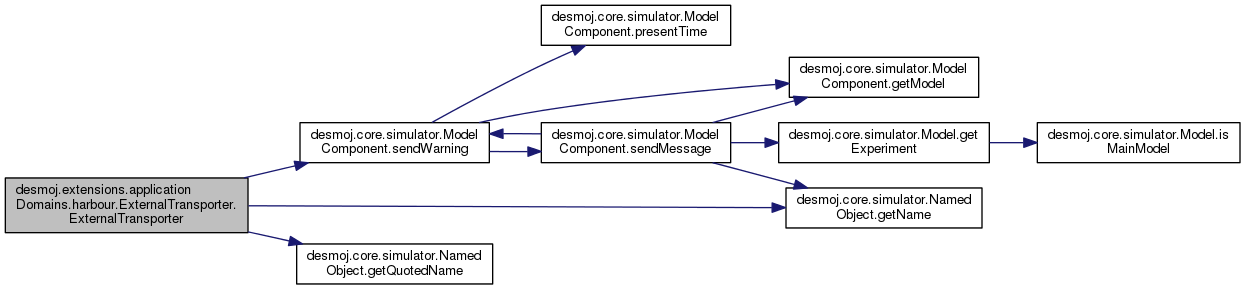 desmoj.core.simulator.Model
Component.presentTime
desmoj.core.simulator.Model
Component.getModel
desmoj.core.simulator.Model
Component.sendWarning
desmoj.core.simulator.Model
Component.sendMessage
desmoj.core.simulator.Model.get
Experiment
desmoj.core.simulator.Model.is
MainModel
desmoj.extensions.application
Domains.harbour.ExternalTransporter.
ExternalTransporter
desmoj.core.simulator.Named
Object.getName
desmoj.core.simulator.Named
Object.getQuotedName